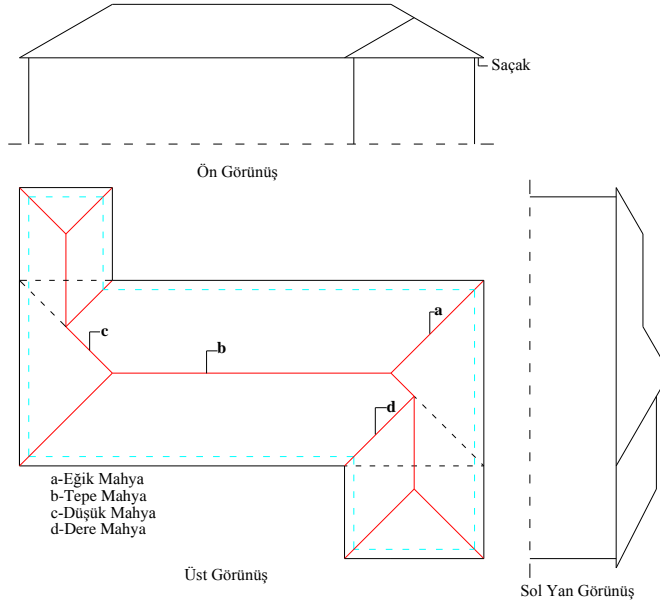 Saçak
Ön Görünüş
a
c
b
d
a-Eğik Mahya
b-Tepe Mahya
c-Düşük Mahya
d-Dere Mahya
Üst Görünüş
Sol Yan Görünüş